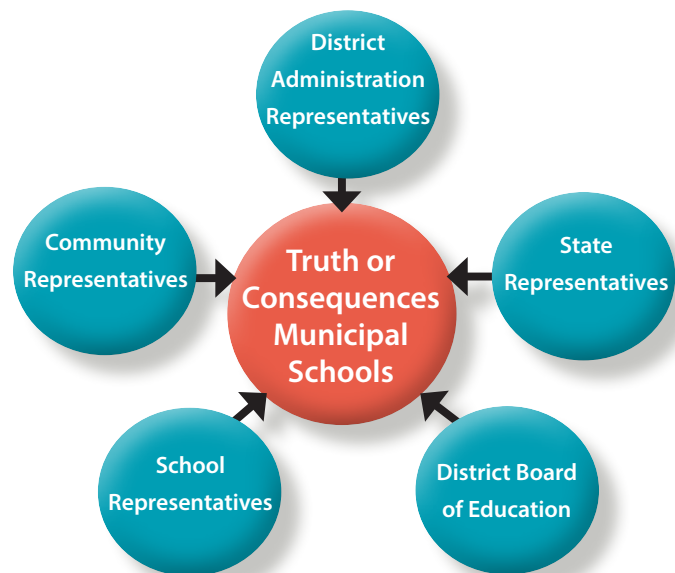 District
Administration
Representatives
Community
Representatives
Truth or
Consequences
Municipal
Schools
State
Representatives
School
Representatives
District Board
of Education